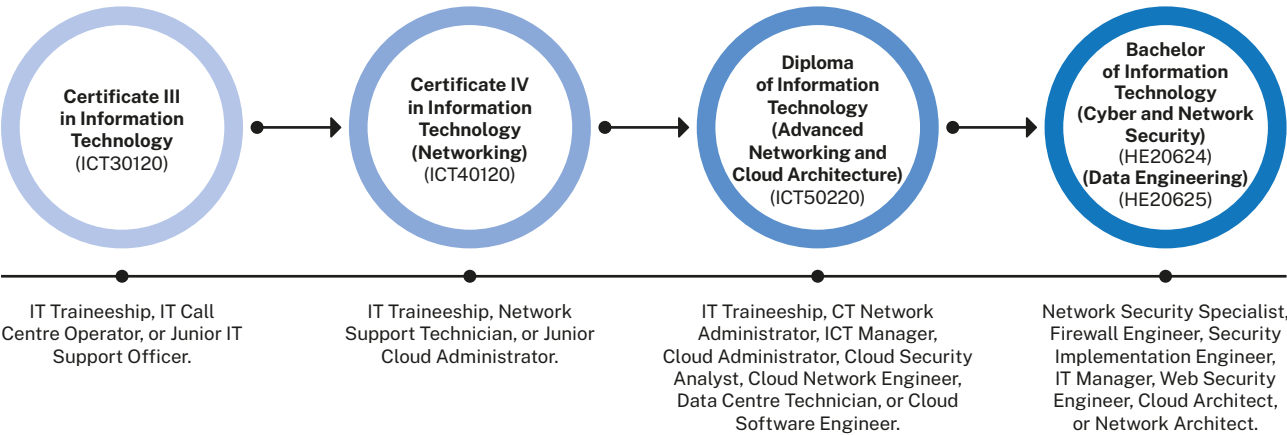 Certificate III
in Information
Technology
(ICT30120)
Certificate IV
in Information
Technology
(Networking)
(ICT40120)
Diploma
of Information
Technology
(Advanced
Networking and
Cloud Architecture)
(ICT50220)
Bachelor
of Information
Technology
(Cyber and Network
Security)
(HE20624)
(Data Engineering)
(HE20625)
IT Traineeship, IT Call
Centre Operator, or Junior IT
Support Officer.
IT Traineeship, Network
Support Technician, or Junior
Cloud Administrator.
IT Traineeship, CT Network
Administrator, ICT Manager,
Cloud Administrator, Cloud Security
Analyst, Cloud Network Engineer,
Data Centre Technician, or Cloud
Software Engineer.
Network Security Specialist,
Firewall Engineer, Security
Implementation Engineer,
IT Manager, Web Security
Engineer, Cloud Architect,
or Network Architect.